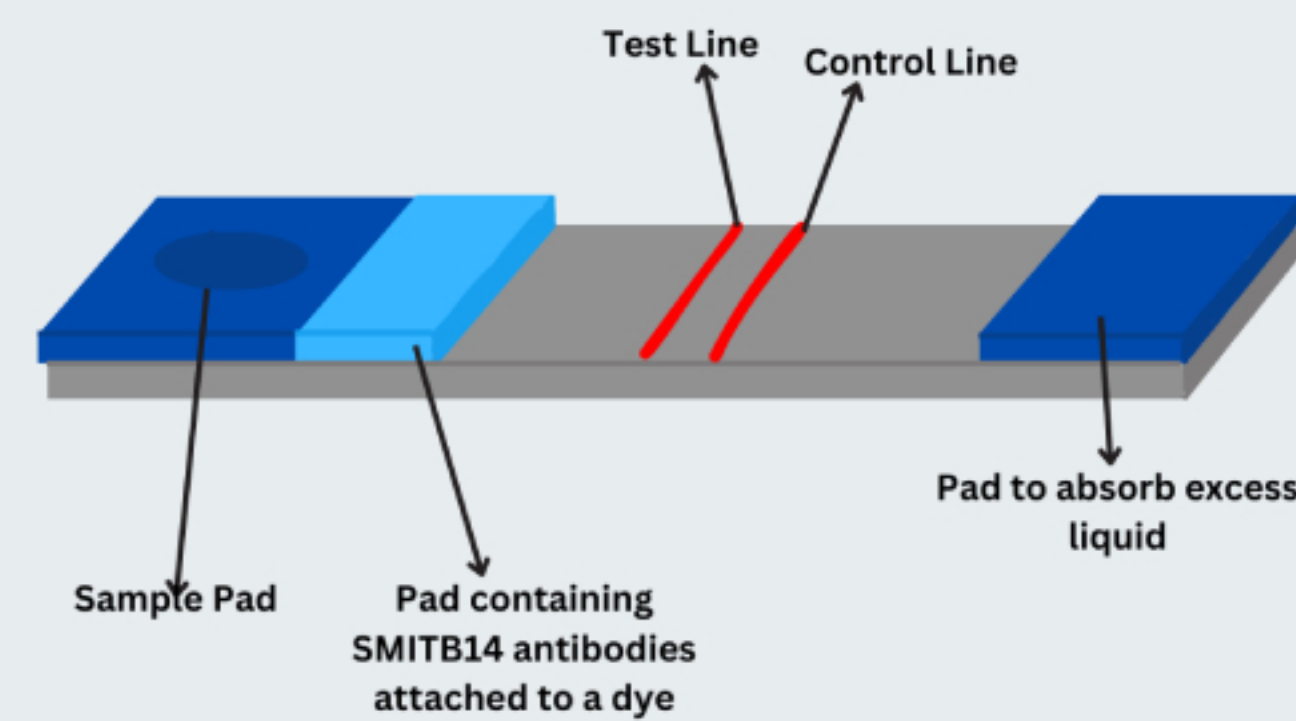 Test Line
Control Line
Pad to absorb excess
liquid
Sample Pad
Pad containing
SMITB14 antibodies
attached to a dye